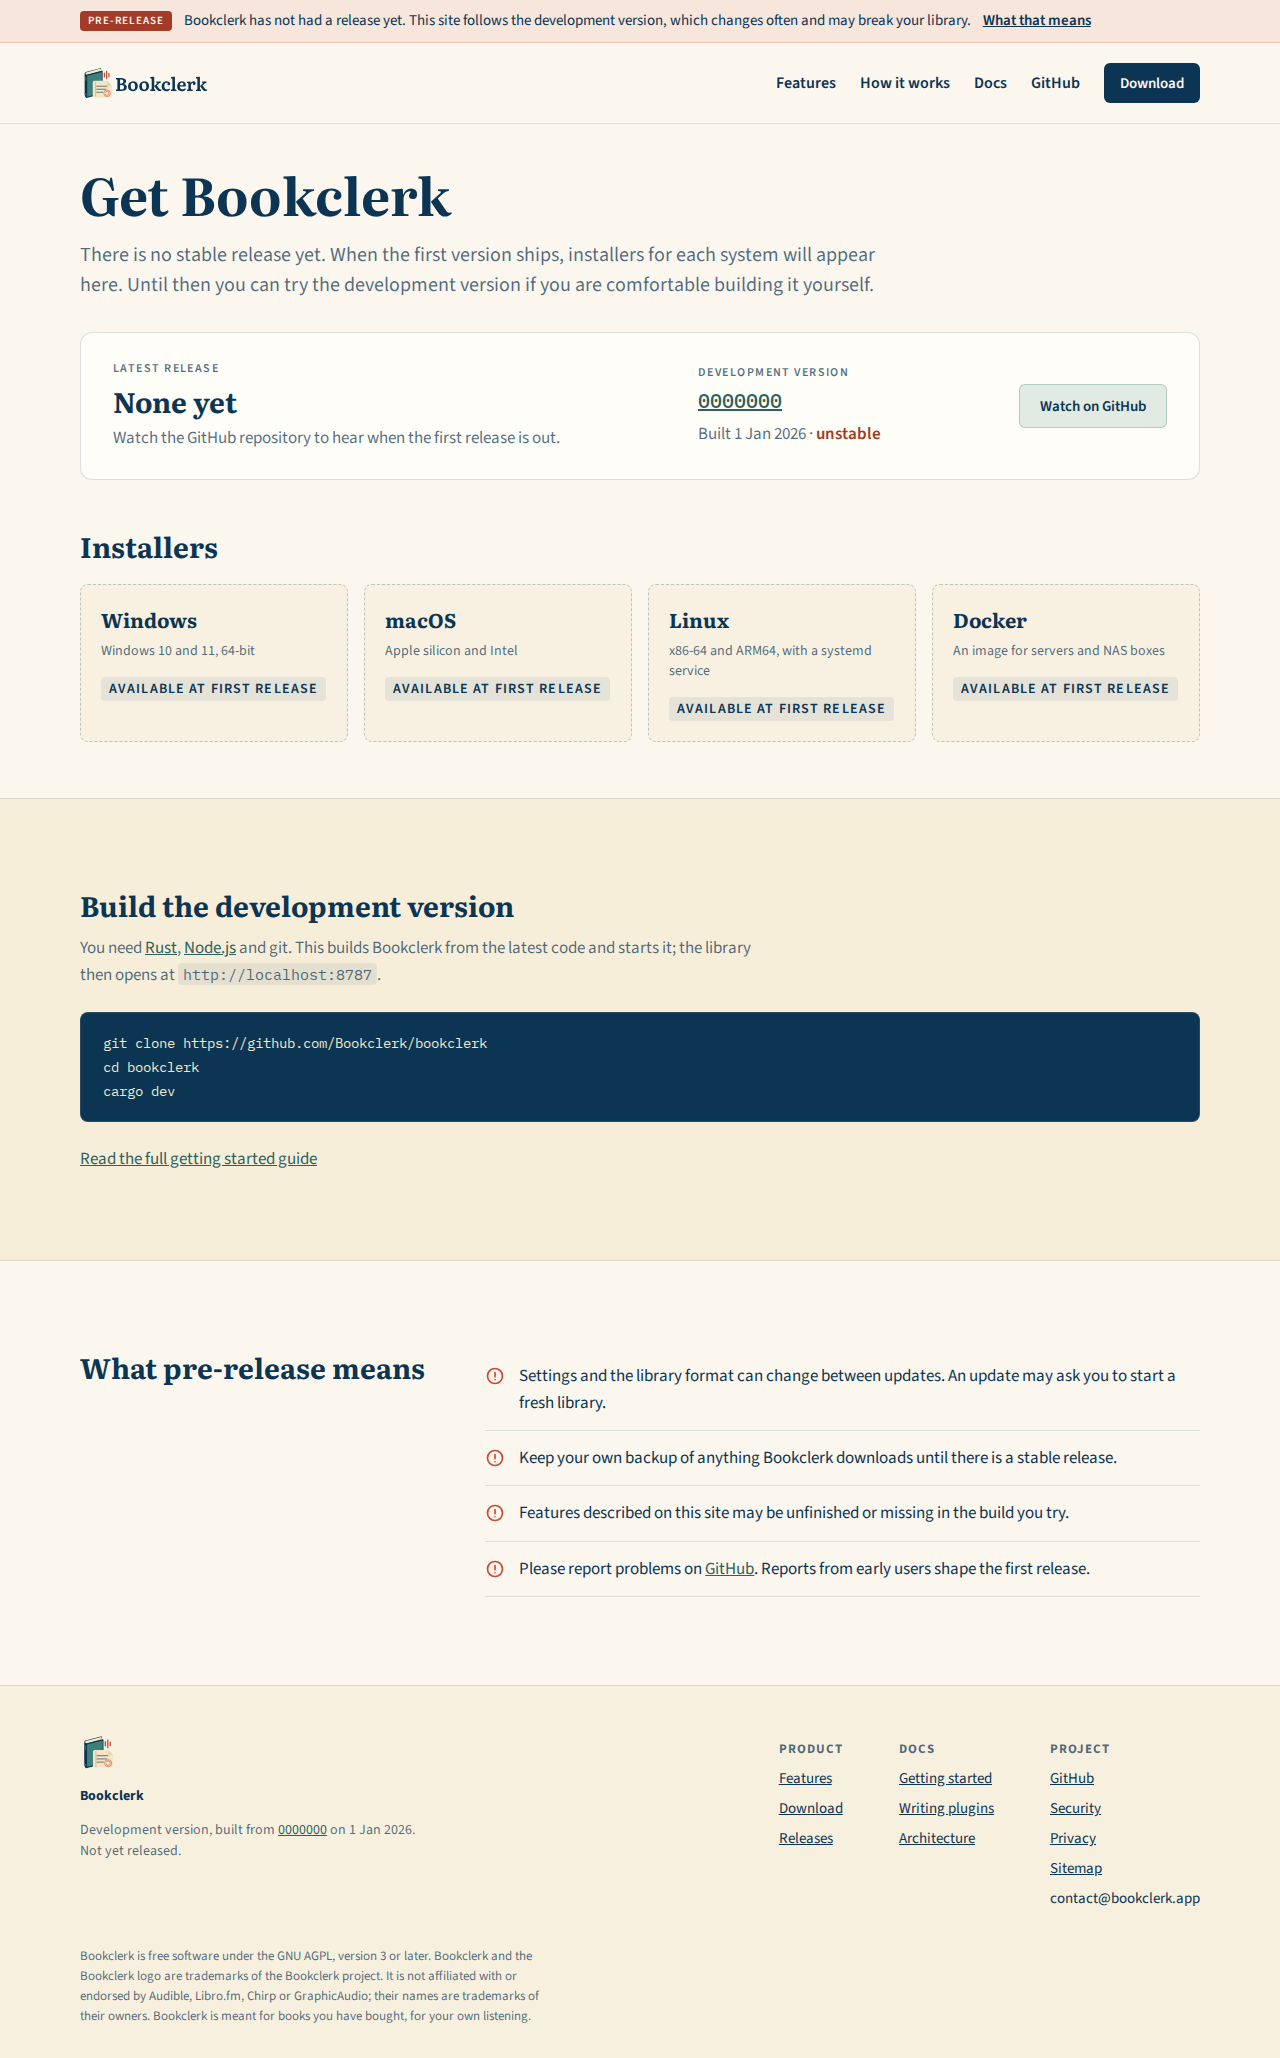 PRE-RELEASE Bookclerk has not had a release yet. This site follows the development version, which changes often and may break your library. What that means
Bookclerk
Features How it works Docs GitHub Download
Get Bookclerk
There is no stable release yet. When the first version ships, installers for each system will appear
here. Until then you can try the development version if you are comfortable building it yourself.
LATEST RELEASE
None yet
Watch the GitHub repository to hear when the first release is out.
DEVELOPMENT VERSION
0000000
Built 1 Jan 2026 · unstable
Watch on GitHub
Installers
Windows
Windows 10 and 11, 64-bit
AVAILABLE AT FIRST RELEASE
macOS
Apple silicon and Intel
AVAILABLE AT FIRST RELEASE
Linux
x86-64 and ARM64, with a systemd
service
AVAILABLE AT FIRST RELEASE
Docker
An image for servers and NAS boxes
AVAILABLE AT FIRST RELEASE
Build the development version
You need Rust, Node.js and git. This builds Bookclerk from the latest code and starts it; the library
then opens at http://localhost:8787.
git clone https://github.com/Bookclerk/bookclerk
cd bookclerk
cargo dev
Read the full getting started guide
What pre-release means
Settings and the library format can change between updates. An update may ask you to start a
fresh library.
Keep your own backup of anything Bookclerk downloads until there is a stable release.
Features described on this site may be unfinished or missing in the build you try.
Please report problems on GitHub. Reports from early users shape the first release.
Bookclerk
Development version, built from 0000000 on 1 Jan 2026.
Not yet released.
PRODUCT
Features
Download
Releases
DOCS
Getting started
Writing plugins
Architecture
PROJECT
GitHub
Security
Privacy
Sitemap
contact@bookclerk.app
Bookclerk is free software under the GNU AGPL, version 3 or later. Bookclerk and the
Bookclerk logo are trademarks of the Bookclerk project. It is not affiliated with or
endorsed by Audible, Libro.fm, Chirp or GraphicAudio; their names are trademarks of
their owners. Bookclerk is meant for books you have bought, for your own listening.